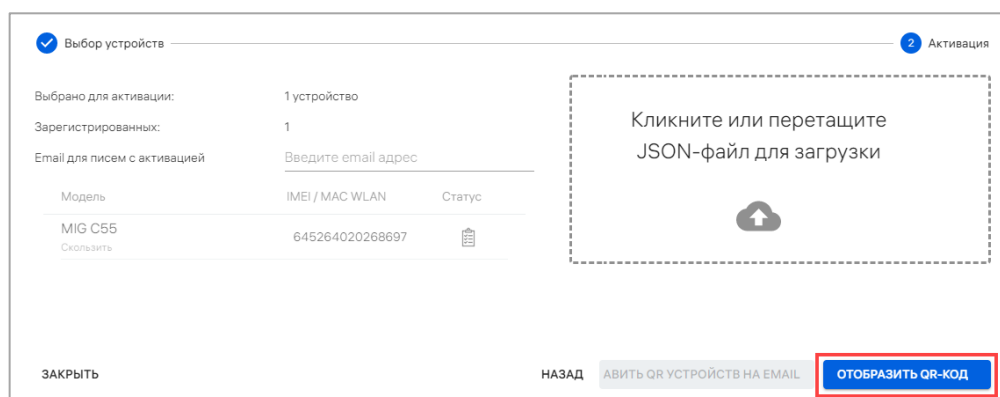 Выбор устройств
2 Активация
Выбрано для активации: 1 устройство
Зарегистрированных: 1
Email для писем с активацией Введите email адрес
Модель IMEI / MAC WLAN Статус
MIG C55 645264020268697
Скользить
Кликните или перетащите
JSON-файл для загрузки
ЗАКРЫТЬ НАЗАД АВИТЬ QR УСТРОЙСТВ НА EMAIL ОТОБРАЗИТЬ QR-КОД